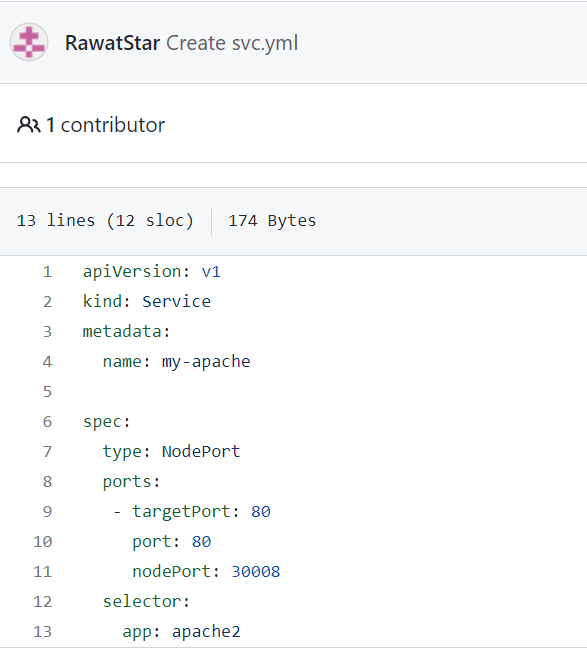 RawatStar Create svc.yml
1 contributor
13 lines (12 sloc) 174 Bytes
1 apiVersion: v1
2 kind: Service
3 metadata:
4   name: my-apache
5
6 spec:
7   type: NodePort
8   ports:
9    - targetPort: 80
10      port: 80
11      nodePort: 30008
12   selector:
13     app: apache2